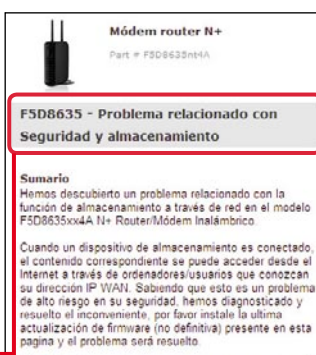 Módem router N+
Part # F5D8635nt4A
F5D8635 - Problema relacionado con
Seguridad y almacenamiento
Sumario
Hemos descubierto un problema relacionado con la
función de almacenamiento a través de red en el modelo
F5D8635xx4A N+ Router/Módem Inalámbrico.
Cuando un dispositivo de almacenamiento es conectado,
el contenido correspondiente se puede acceder desde el
Internet a través de ordenadores/usuarios que conozcan
su dirección IP WAN. Sabiendo que esto es un problema
de alto riesgo en su seguridad, hemos diagnosticado y
resuelto el inconveniente, por favor instale la ultima
actualización de firmware (no definitiva) presente en esta
pagina y el problema será resuelto.